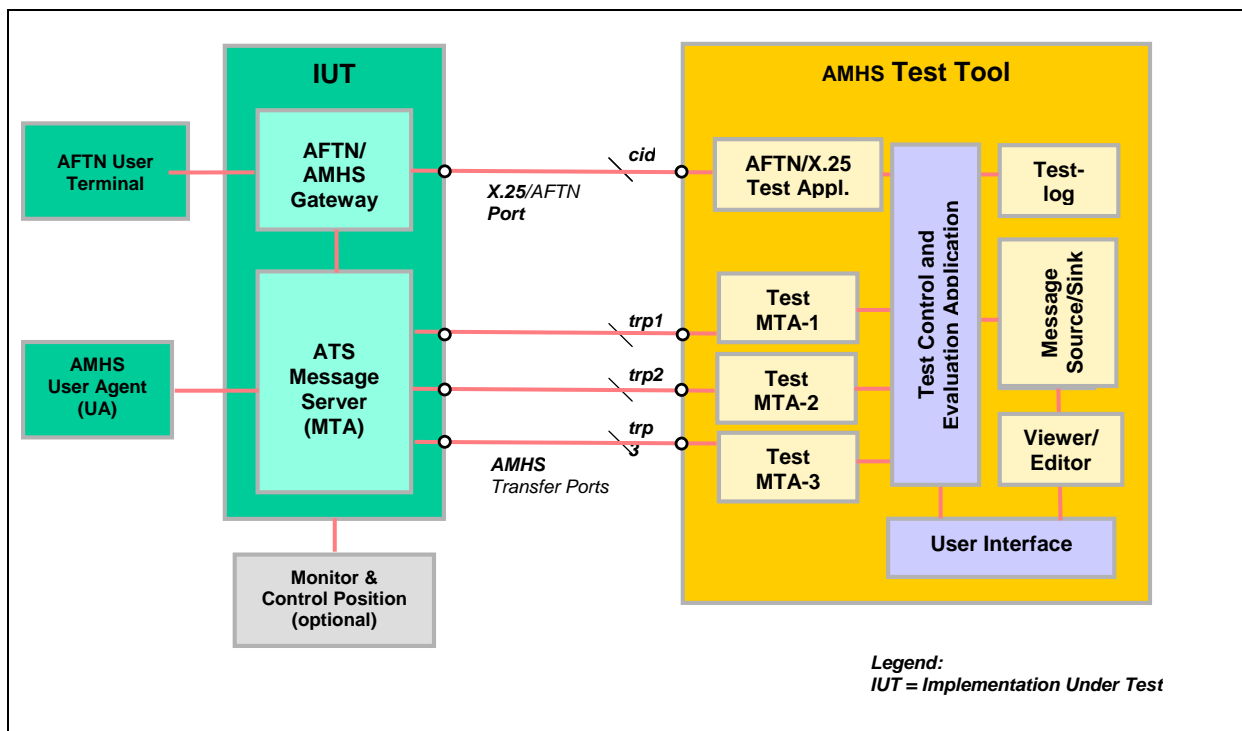 IUT
AMHS Test Tool
AFTN User
Terminal
AFTN/
AMHS
Gateway
cid
X.25/AFTN
Port
AFTN/X.25
Test Appl.
Test-
log
Test Control and
Evaluation Application
Message
Source/Sink
AMHS
User Agent
(UA)
ATS
Message
Server
(MTA)
trp1
trp2
trp
3
AMHS
Transfer Ports
Test
MTA-1
Test
MTA-2
Test
MTA-3
Viewer/
Editor
User Interface
Monitor &
Control Position
(optional)
Legend:
IUT = Implementation Under Test